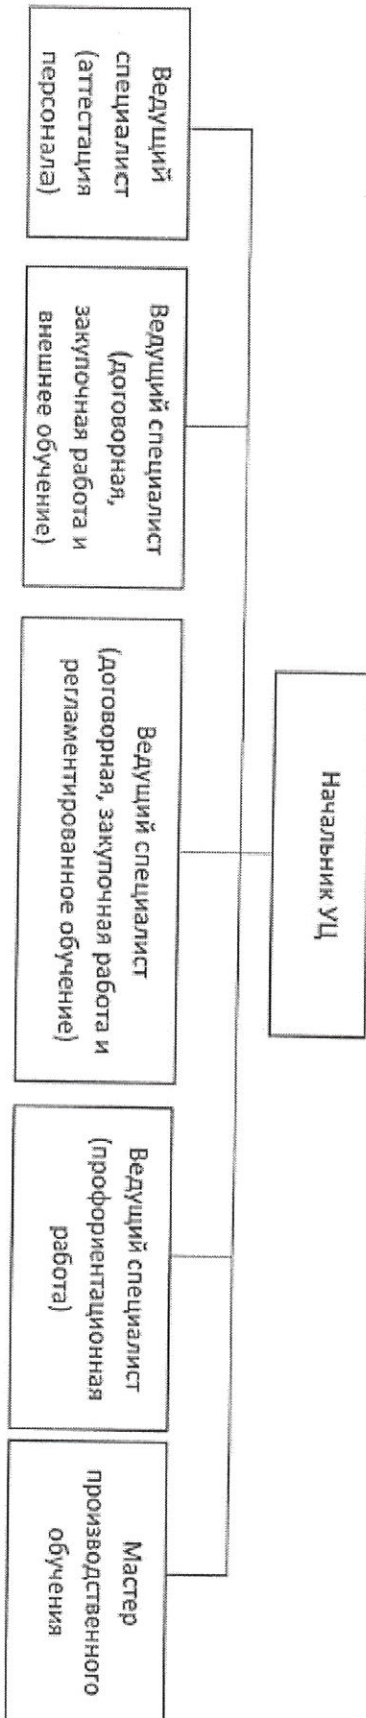 Начальник УЦ
Ведущий
специалист
(аттестация
персонала)
Ведущий специалист
(договорная,
закупочная работа и
внешнее обучение)
Ведущий специалист
(договорная, закупочная работа и
регламентированное обучение)
Ведущий специалист
(профориентационная
работа)
Мастер
производственного
обучения